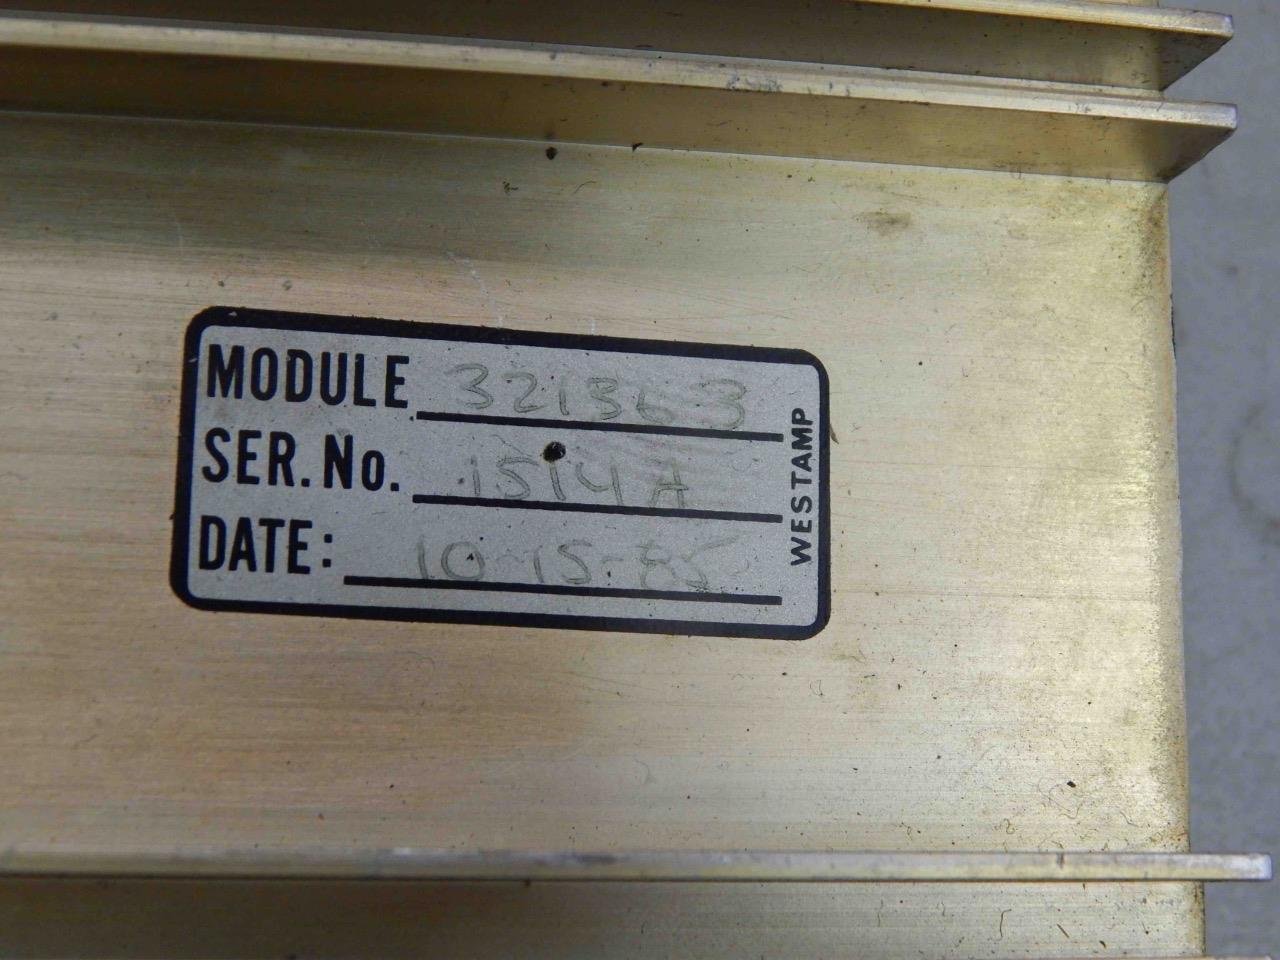 MODULE 321363
SER. No. 1514A
DATE: 10-15-85
WESTAMP